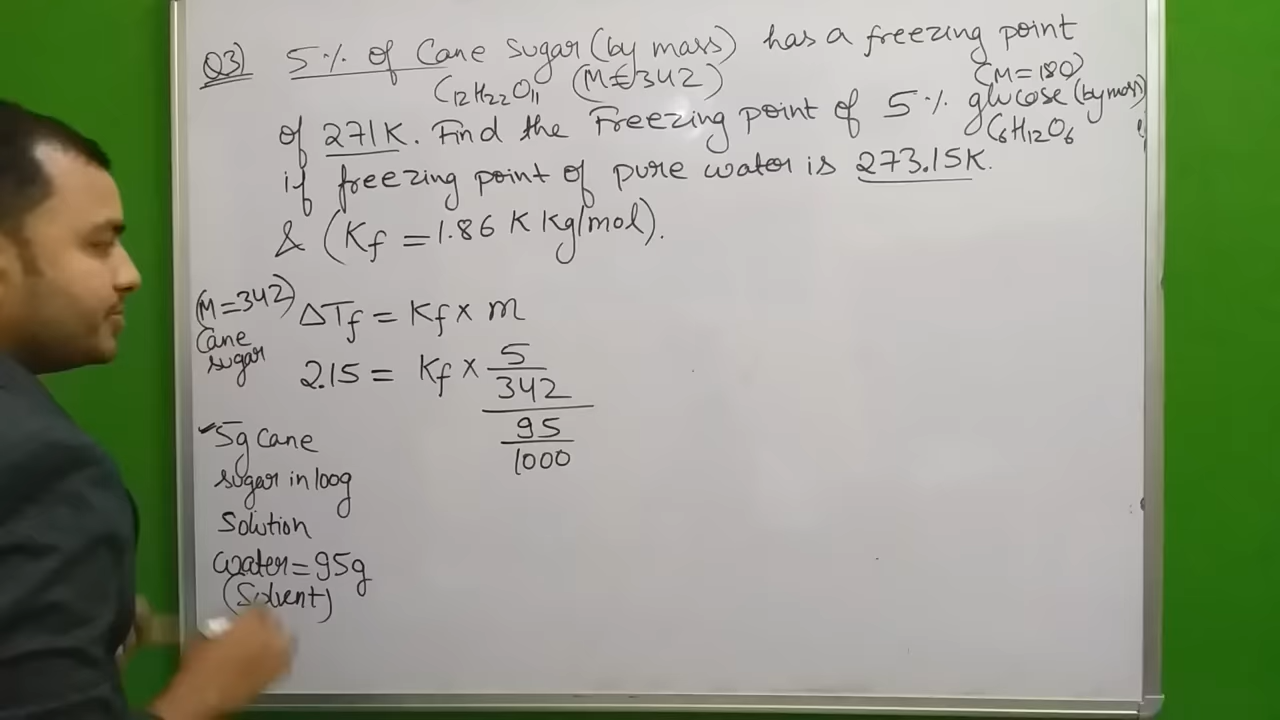 Q3) 5% of Cane Sugar (by mass) has a freezing point
C12H22O11 (M=342) (M=180)
of 271K. Find the Freezing point of 5% glucose (by mass)
C6H12O6
if freezing point of pure water is 273.15K.
& (Kf = 1.86 K Kg/mol).
(M=342)
Cane
sugar
ΔTf = Kf × m
2.15 = Kf × 5
342
95
1000
5g Cane
sugar in 100g
Solution
water = 95g
(Solvent)